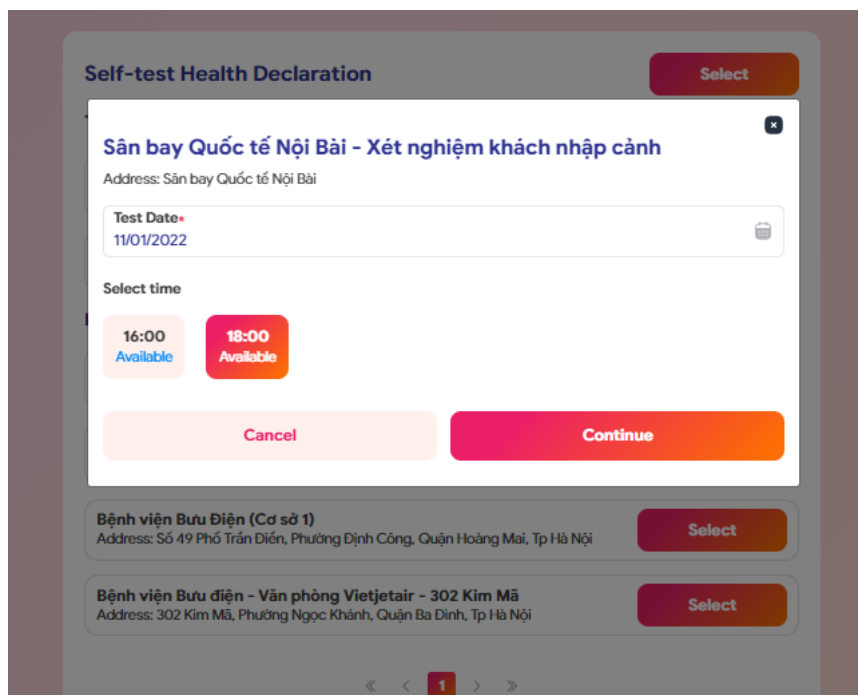 Self-test Health Declaration
Select
Sân bay Quốc tế Nội Bài - Xét nghiệm khách nhập cảnh
Address: Sân bay Quốc tế Nội Bài
Test Date*
11/01/2022
Select time
16:00
Available
18:00
Available
Cancel
Continue
Bệnh viện Bưu Điện (Cơ sở 1)
Address: Số 49 Phố Trần Điền, Phường Định Công, Quận Hoàng Mai, Tp Hà Nội
Select
Bệnh viện Bưu điện - Văn phòng Vietjetair - 302 Kim Mã
Address: 302 Kim Mã, Phường Ngọc Khánh, Quận Ba Đình, Tp Hà Nội
Select
« < 1 > »